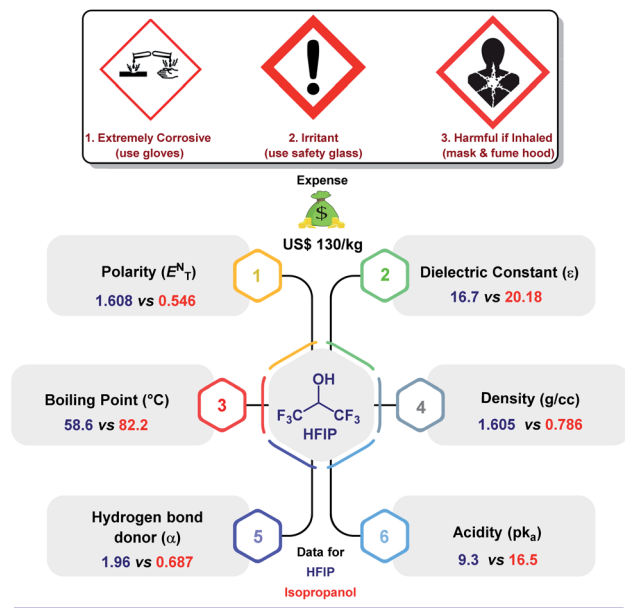 1. Extremely Corrosive
(use gloves)
2. Irritant
(use safety glass)
3. Harmful if Inhaled
(mask & fume hood)
Expense
$
US$ 130/kg
Polarity (EᴺT)
1.608 vs 0.546
1
2
Dielectric Constant (ε)
16.7 vs 20.18
Boiling Point (°C)
58.6 vs 82.2
3
OH
F₃C CF₃
HFIP
4
Density (g/cc)
1.605 vs 0.786
Hydrogen bond
donor (α)
1.96 vs 0.687
5
6
Acidity (pkₐ)
9.3 vs 16.5
Data for
HFIP
Isopropanol